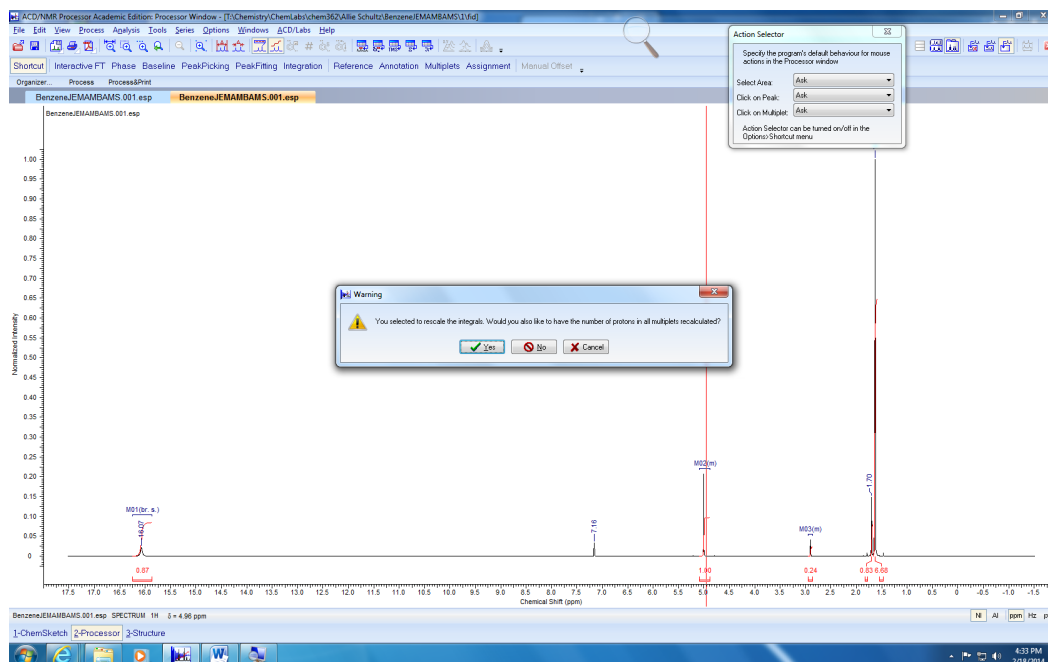 ACD/NMR Processor Academic Edition: Processor Window - [T:\Chemistry\ChemLabs\chem362\Allie Schultz\BenzeneJEMAMBAMS\1\fid]
File Edit View Process Analysis Tools Series Options Windows ACD/Labs Help
Shortcut Interactive FT Phase Baseline PeakPicking PeakFitting Integration Reference Annotation Multiplets Assignment Manual Offset
Organizer... Process Process&Print
BenzeneJEMAMBAMS.001.esp BenzeneJEMAMBAMS.001.esp
BenzeneJEMAMBAMS.001.esp
Action Selector
Specify the program's default behaviour for mouse
actions in the Processor window
Select Area: Ask
Click on Peak: Ask
Click on Multiplet: Ask
Action Selector can be turned on/off in the
Options>Shortcut menu
Warning
You selected to rescale the integrals. Would you also like to have the number of protons in all multiplets recalculated?
Yes No Cancel
Normalized Intensity
1.00
0.95
0.90
0.85
0.80
0.75
0.70
0.65
0.60
0.55
0.50
0.45
0.40
0.35
0.30
0.25
0.20
0.15
0.10
0.05
0
M01(br. s.)
16.07
7.16
M02(m)
M03(m)
1.70
0.87 1.00 0.24 0.83 6.68
17.5 17.0 16.5 16.0 15.5 15.0 14.5 14.0 13.5 13.0 12.5 12.0 11.5 11.0 10.5 10.0 9.5 9.0 8.5 8.0 7.5 7.0 6.5 6.0 5.5 5.0 4.5 4.0 3.5 3.0 2.5 2.0 1.5 1.0 0.5 0 -0.5 -1.0 -1.5
Chemical Shift (ppm)
BenzeneJEMAMBAMS.001.esp SPECTRUM 1H δ = 4.96 ppm NI AI ppm Hz p
1-ChemSketch 2-Processor 3-Structure
4:33 PM
2/18/2014